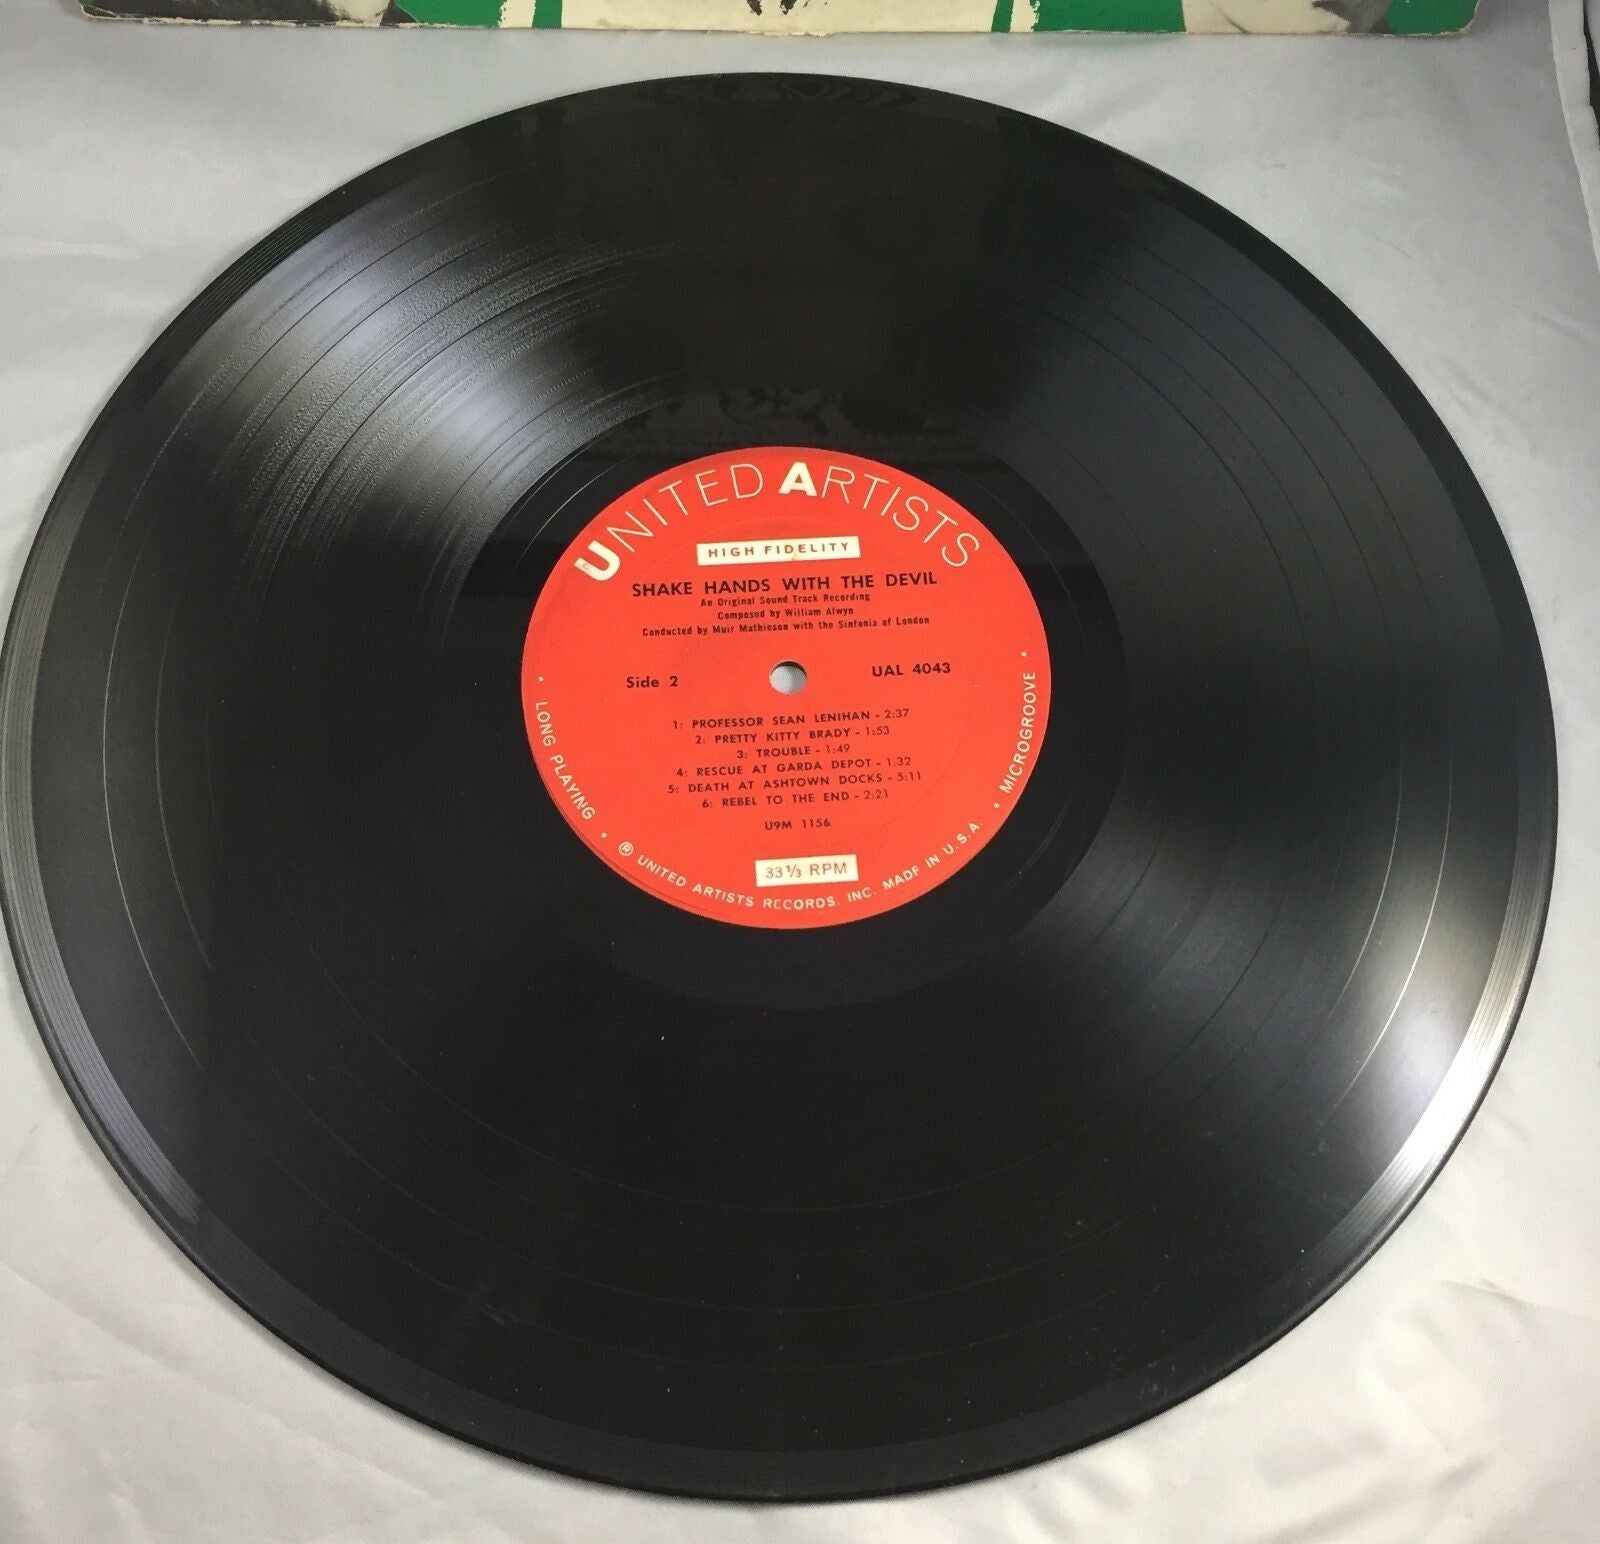 UNITED ARTISTS
HIGH FIDELITY
SHAKE HANDS WITH THE DEVIL
An Original Sound Track Recording
Composed by William Alwyn
Conducted by Muir Mathieson with the Sinfonia of London
Side 2
UAL 4043
1: PROFESSOR SEAN LENIHAN - 2:37
2: PRETTY KITTY BRADY - 1:53
3: TROUBLE - 1:49
4: RESCUE AT GARDA DEPOT - 1:32
5: DEATH AT ASHTOWN DOCKS - 5:11
6: REBEL TO THE END - 2:21
U9M 1156
33 1/3 RPM
• LONG PLAYING • ® UNITED ARTISTS RECORDS, INC. MADE IN U.S.A. • MICROGROOVE •